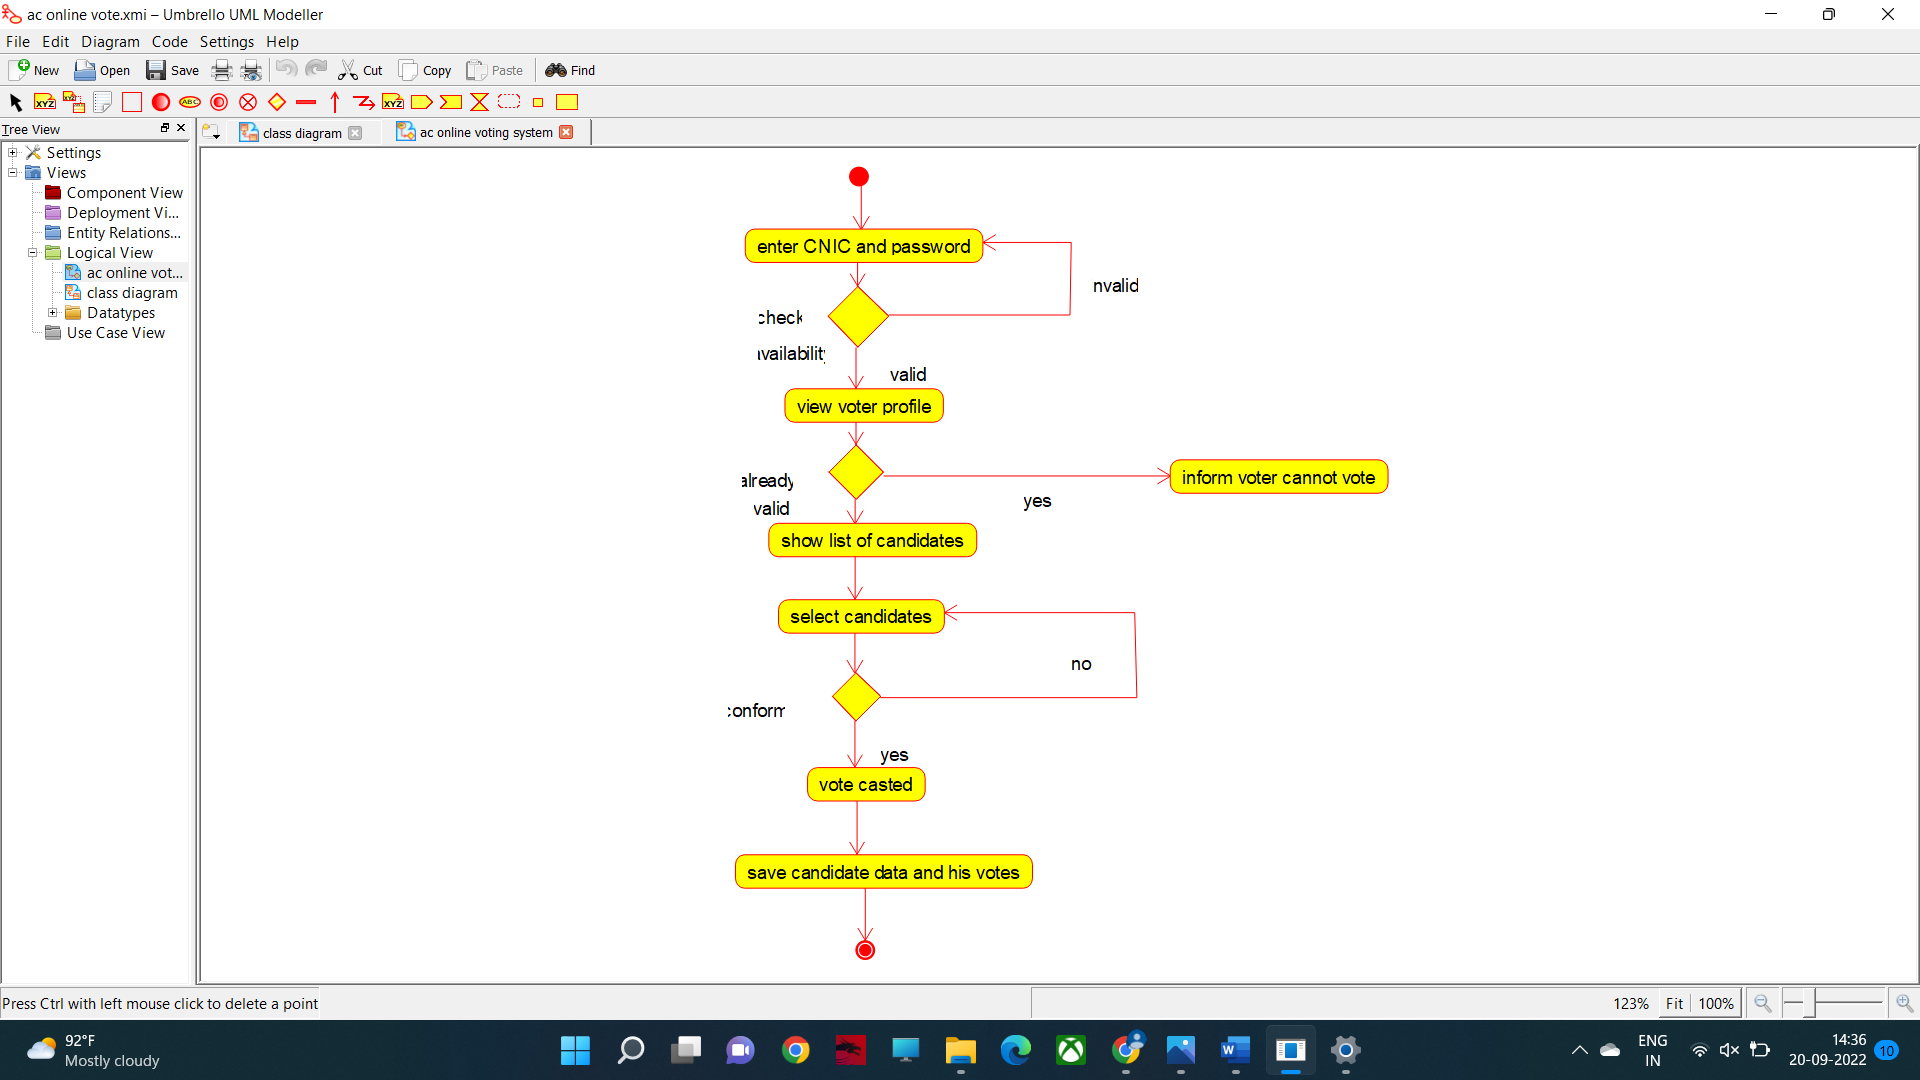 ac online vote.xmi – Umbrello UML Modeller
File Edit Diagram Code Settings Help
New Open Save Cut Copy Paste Find
XYZ XYZ ABC XYZ
Tree View
class diagram ac online voting system
Settings
Views
Component View
Deployment Vi...
Entity Relations...
Logical View
ac online vot...
class diagram
Datatypes
Use Case View
enter CNIC and password
nvalid
check
availability
valid
view voter profile
already
valid
yes
inform voter cannot vote
show list of candidates
select candidates
no
conform
yes
vote casted
save candidate data and his votes
Press Ctrl with left mouse click to delete a point
123% Fit 100%
92°F
Mostly cloudy
ENG
IN
14:36
20-09-2022
10